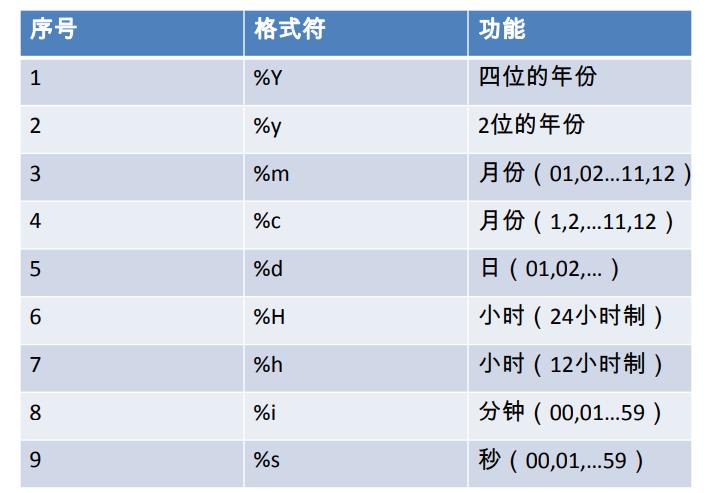 序号 格式符 功能
1 %Y 四位的年份
2 %y 2位的年份
3 %m 月份（01,02…11,12）
4 %c 月份（1,2,…11,12）
5 %d 日（01,02,…）
6 %H 小时（24小时制）
7 %h 小时（12小时制）
8 %i 分钟（00,01…59）
9 %s 秒（00,01,…59）